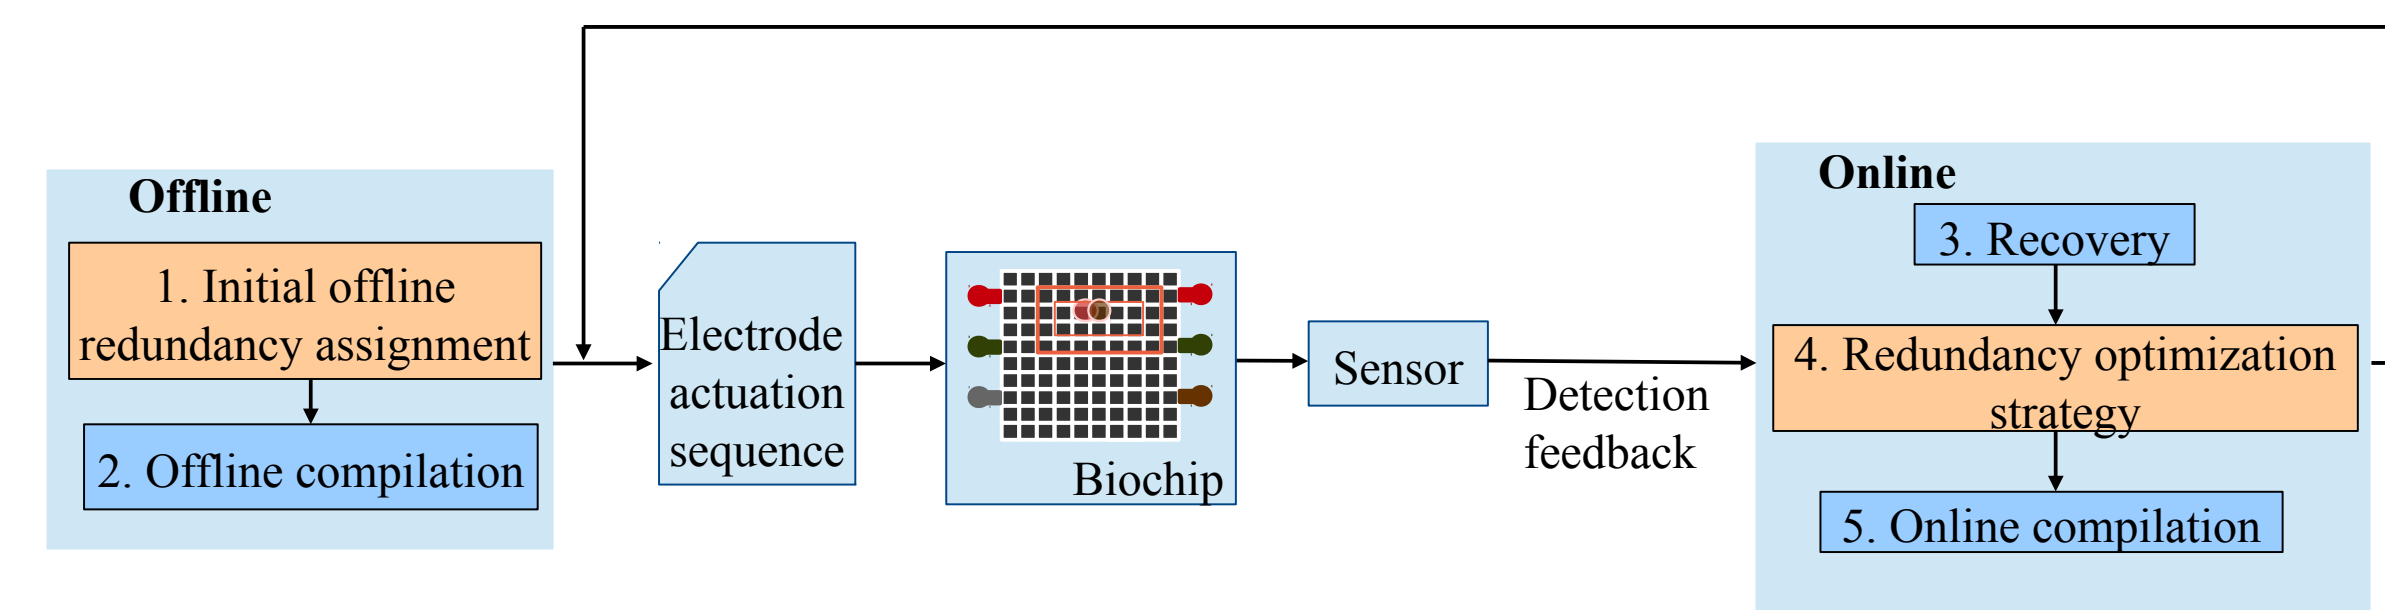 Offline
1. Initial offline
redundancy assignment
2. Offline compilation
Electrode
actuation
sequence
Biochip
Sensor
Detection
feedback
Online
3. Recovery
4. Redundancy optimization
strategy
5. Online compilation